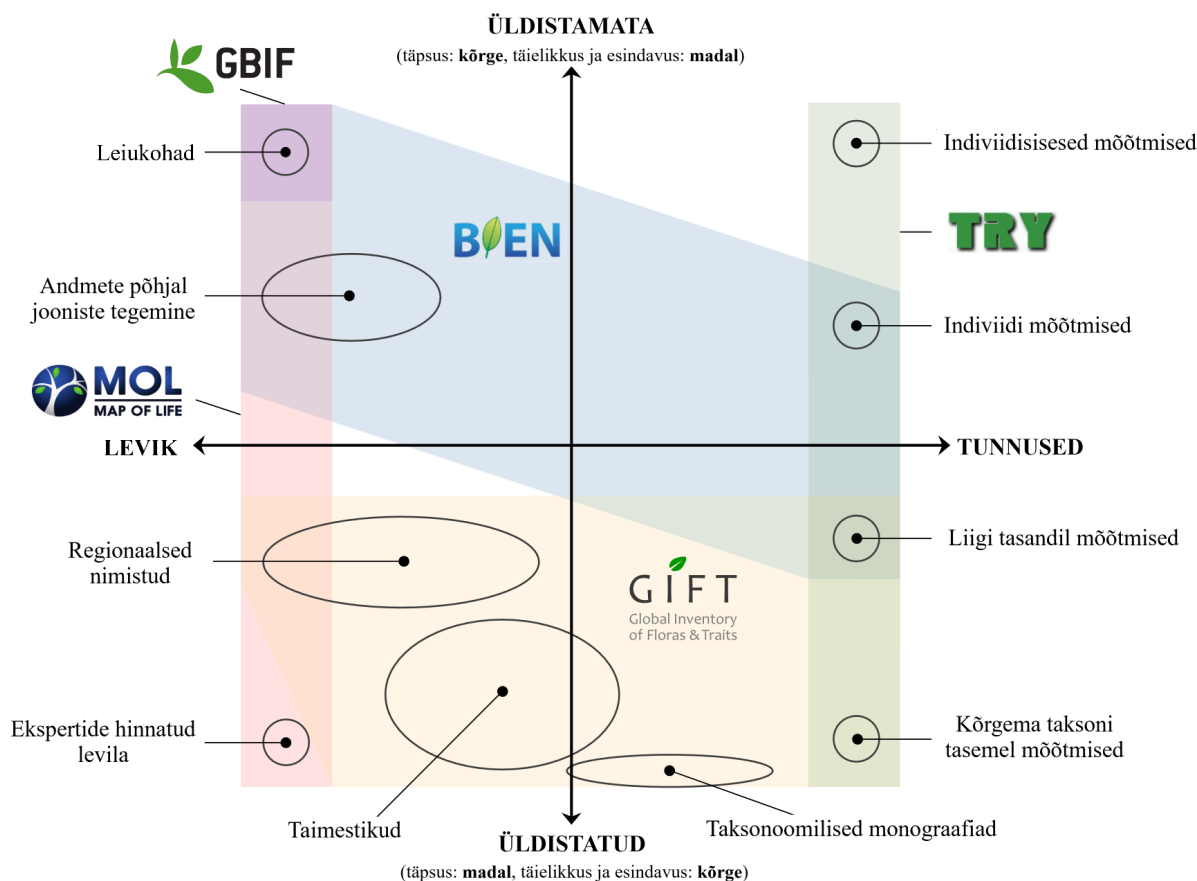 ÜLDISTAMATA
(täpsus: kõrge, täielikkus ja esindavus: madal)
GBIF
Leiukohad
Indiviidisisesed mõõtmised
BIEN
TRY
Andmete põhjal
jooniste tegemine
Indiviidi mõõtmised
MOL
MAP OF LIFE
LEVIK
TUNNUSED
Regionaalsed
nimistud
Liigi tasandil mõõtmised
GIFT
Global Inventory
of Floras & Traits
Ekspertide hinnatud
levila
Kõrgema taksoni
tasemel mõõtmised
Taimestikud
Taksonoomilised monograafiad
ÜLDISTATUD
(täpsus: madal, täielikkus ja esindavus: kõrge)